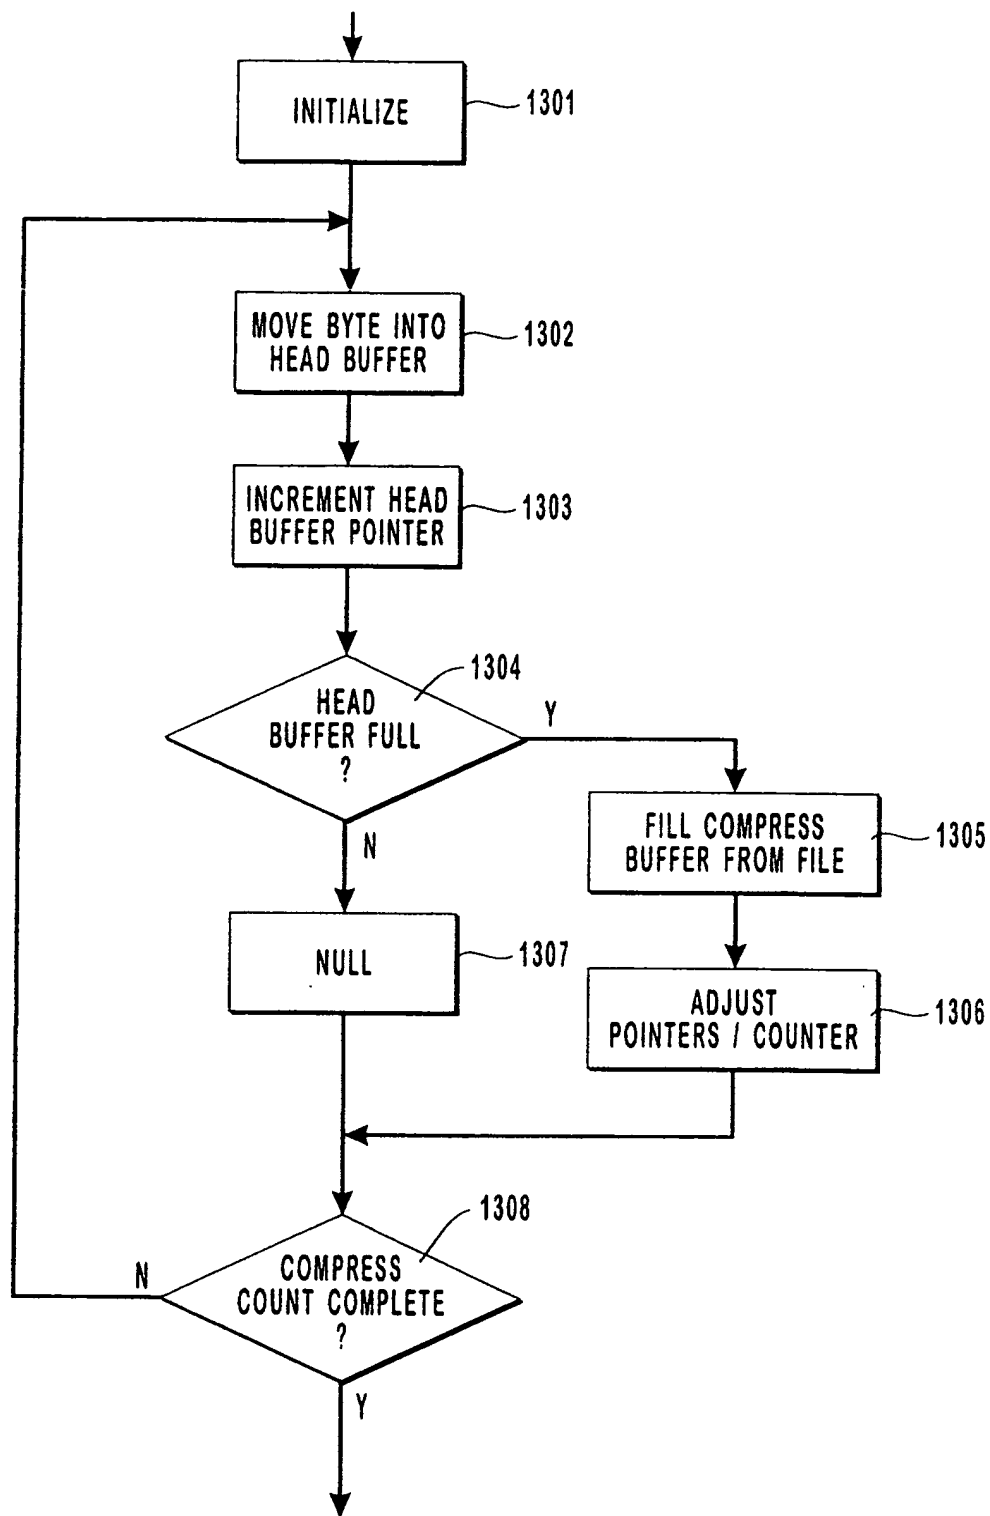 INITIALIZE
1301
MOVE BYTE INTO
HEAD BUFFER
1302
INCREMENT HEAD
BUFFER POINTER
1303
HEAD
BUFFER FULL
?
1304
Y
N
FILL COMPRESS
BUFFER FROM FILE
1305
NULL
1307
ADJUST
POINTERS / COUNTER
1306
COMPRESS
COUNT COMPLETE
?
1308
N
Y